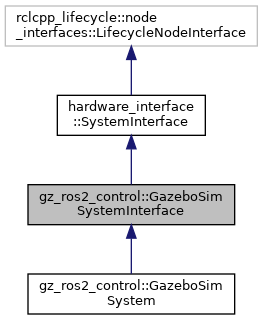 rclcpp_lifecycle::node
_interfaces::LifecycleNodeInterface
hardware_interface
::SystemInterface
gz_ros2_control::GazeboSim
SystemInterface
gz_ros2_control::GazeboSim
System